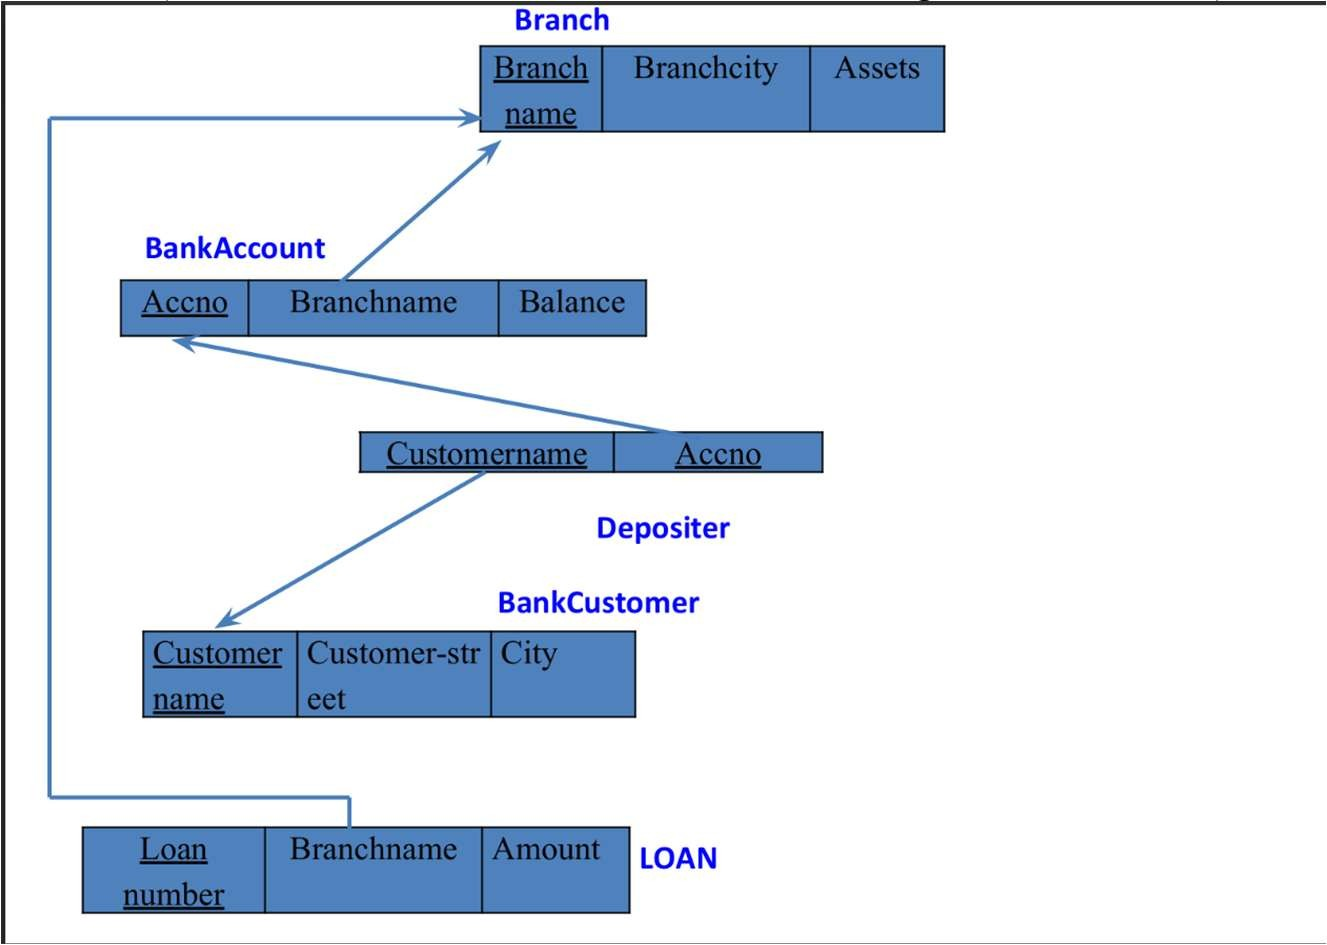 Branch
Branch
name
Branchcity
Assets
BankAccount
Accno
Branchname
Balance
Customername
Accno
Depositer
BankCustomer
Customer
name
Customer-str
eet
City
Loan
number
Branchname
Amount
LOAN